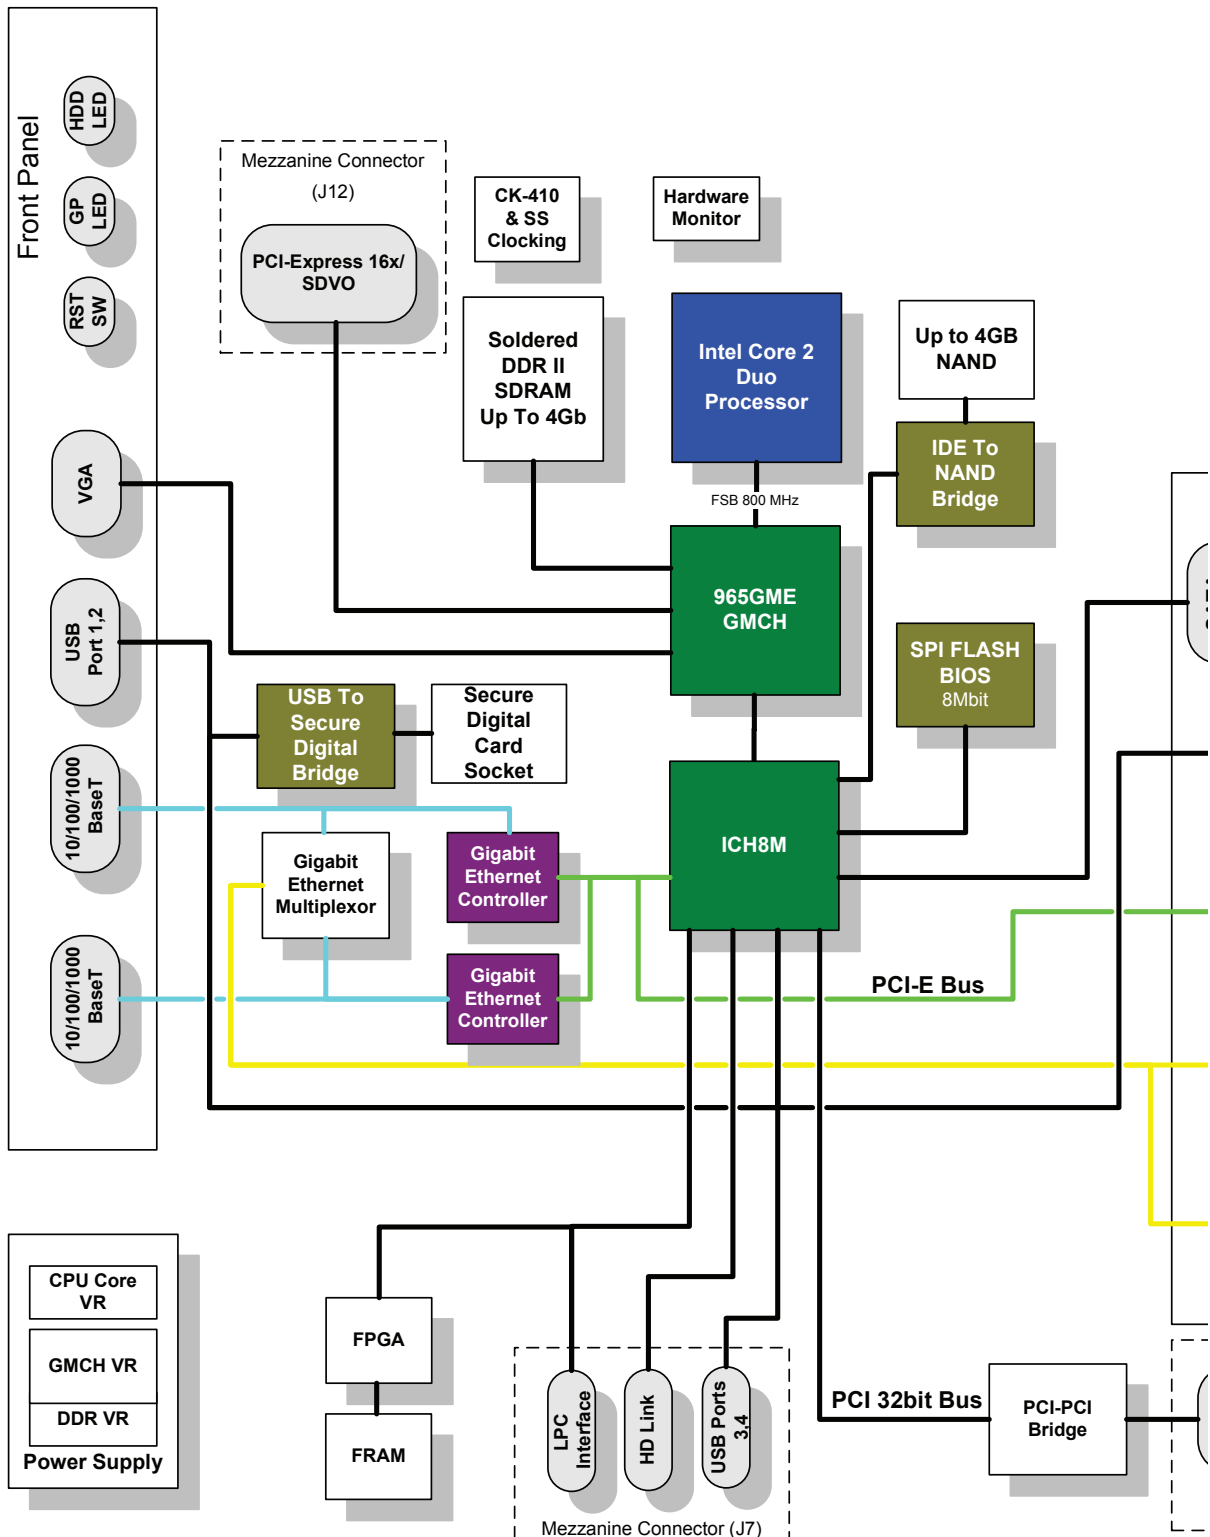 Front Panel
HDD
LED
GP
LED
RST
SW
VGA
USB
Port 1,2
10/100/1000
BaseT
10/100/1000
BaseT
Mezzanine Connector
(J12)
PCI-Express 16x/
SDVO
CK-410
& SS
Clocking
Hardware
Monitor
Soldered
DDR II
SDRAM
Up To 4Gb
Intel Core 2
Duo
Processor
Up to 4GB
NAND
IDE To
NAND
Bridge
FSB 800 MHz
965GME
GMCH
SPI FLASH
BIOS
8Mbit
USB To
Secure
Digital
Bridge
Secure
Digital
Card
Socket
ICH8M
Gigabit
Ethernet
Multiplexor
Gigabit
Ethernet
Controller
Gigabit
Ethernet
Controller
PCI-E Bus
CPU Core
VR
GMCH VR
DDR VR
Power Supply
FPGA
FRAM
LPC
Interface
HD Link
USB Ports
3,4
Mezzanine Connector (J7)
PCI 32bit Bus
PCI-PCI
Bridge